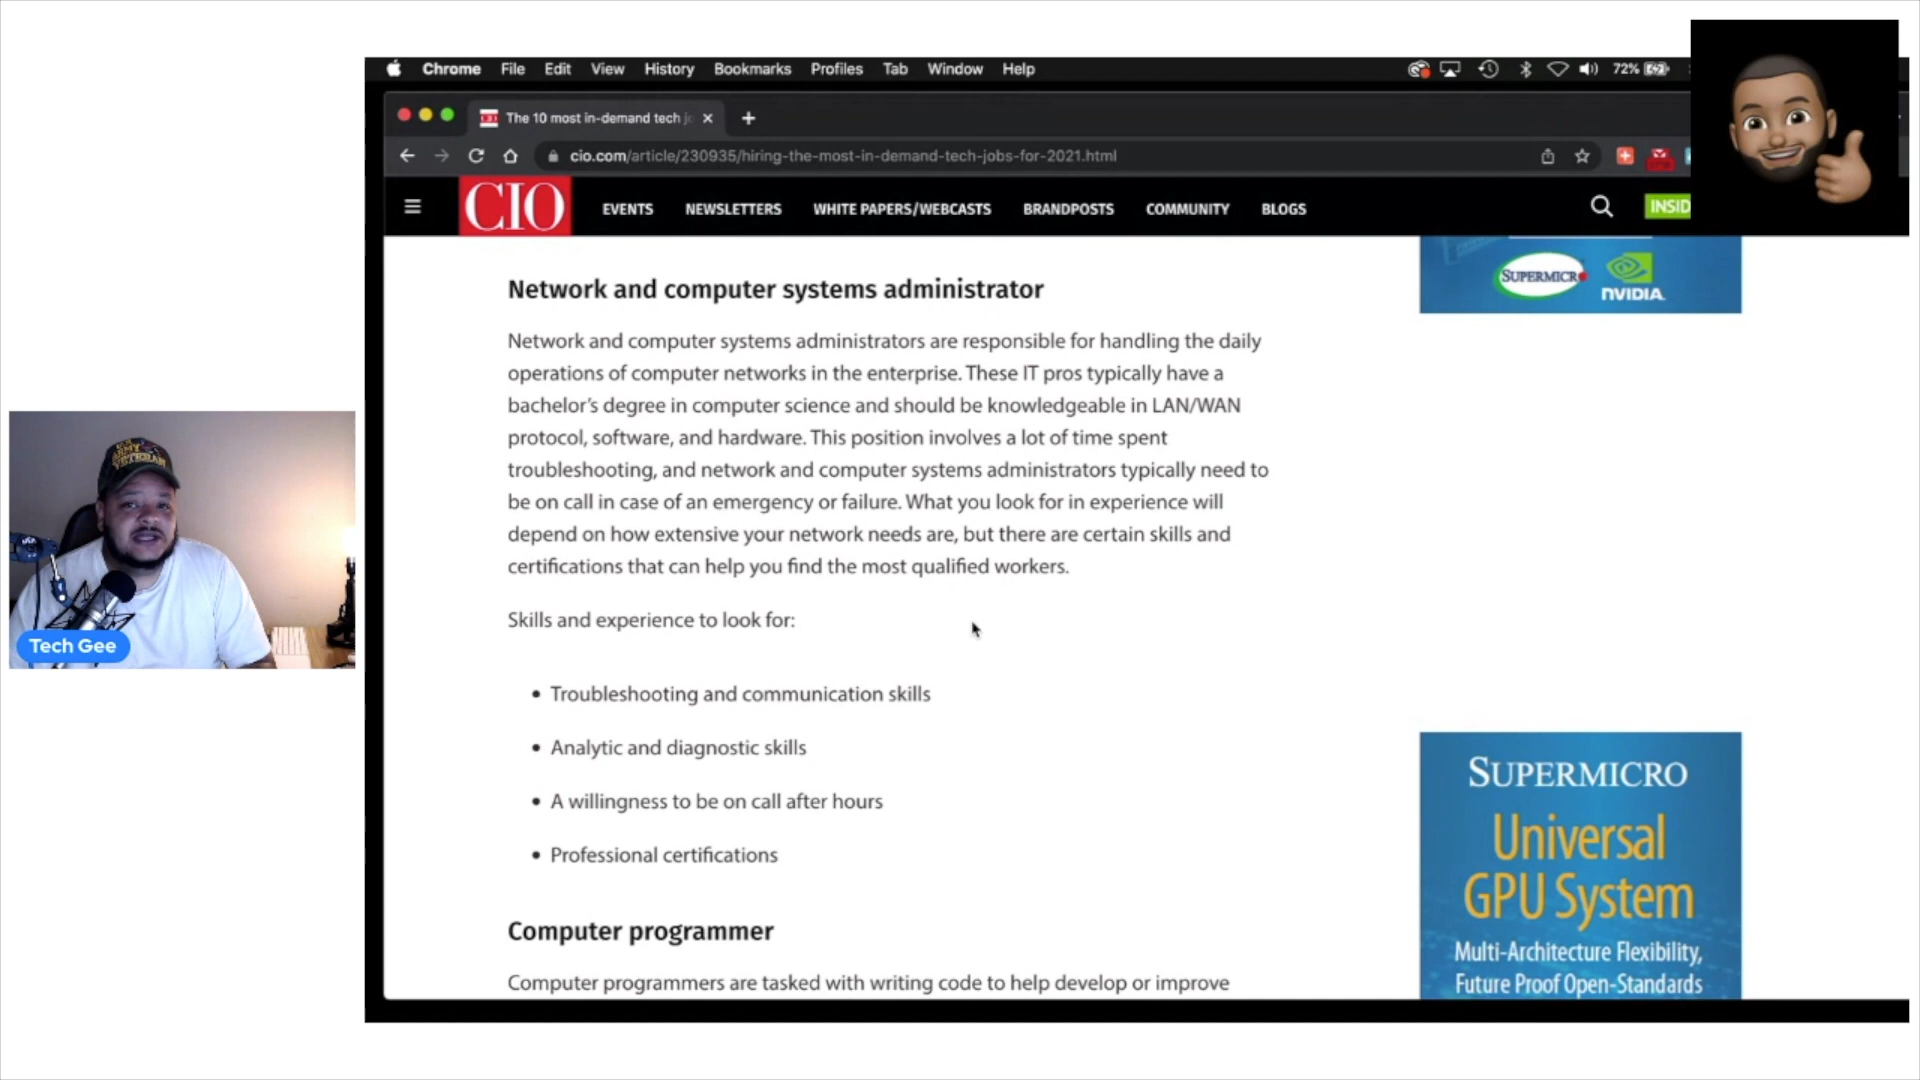 Chrome File Edit View History Bookmarks Profiles Tab Window Help
72%
The 10 most in-demand tech
cio.com/article/230935/hiring-the-most-in-demand-tech-jobs-for-2021.html
CIO
EVENTS NEWSLETTERS WHITE PAPERS/WEBCASTS BRANDPOSTS COMMUNITY BLOGS
INSID
SUPERMICR
NVIDIA.
Network and computer systems administrator
Network and computer systems administrators are responsible for handling the daily
operations of computer networks in the enterprise. These IT pros typically have a
bachelor's degree in computer science and should be knowledgeable in LAN/WAN
protocol, software, and hardware. This position involves a lot of time spent
troubleshooting, and network and computer systems administrators typically need to
be on call in case of an emergency or failure. What you look for in experience will
depend on how extensive your network needs are, but there are certain skills and
certifications that can help you find the most qualified workers.
Skills and experience to look for:
• Troubleshooting and communication skills
• Analytic and diagnostic skills
• A willingness to be on call after hours
• Professional certifications
Computer programmer
Computer programmers are tasked with writing code to help develop or improve
SUPERMICRO
Universal
GPU System
Multi-Architecture Flexibility,
Future Proof Open-Standards
ARMY
VETERAN
Tech Gee